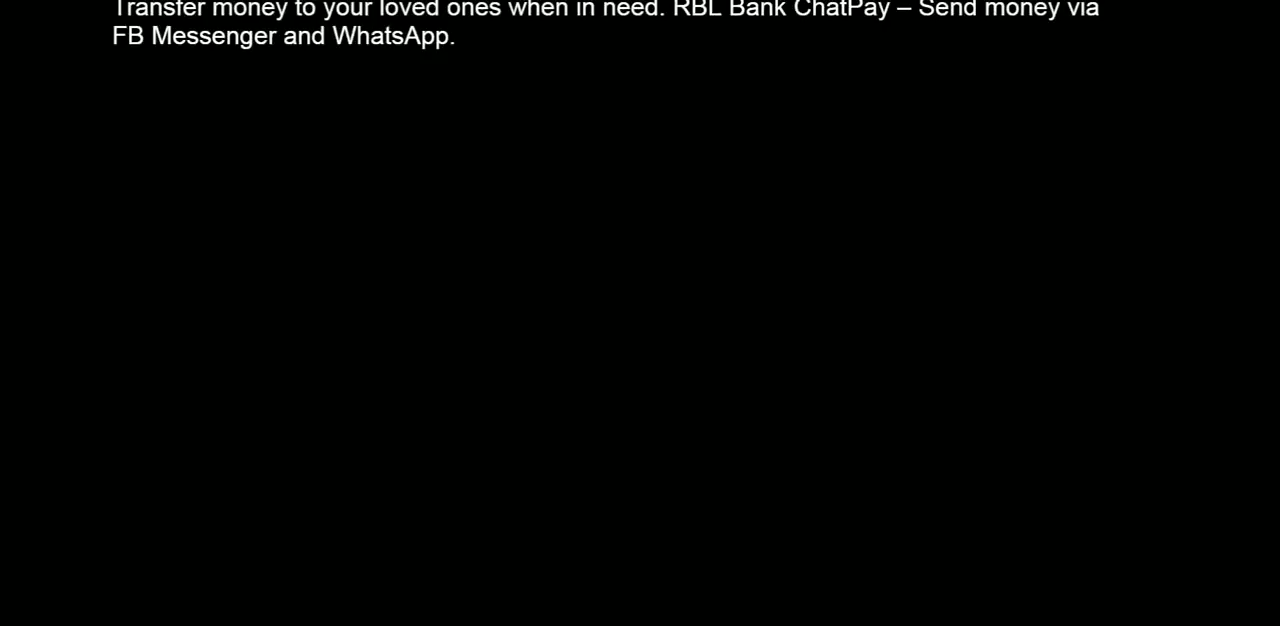 Transfer money to your loved ones when in need. RBL Bank ChatPay – Send money via
FB Messenger and WhatsApp.